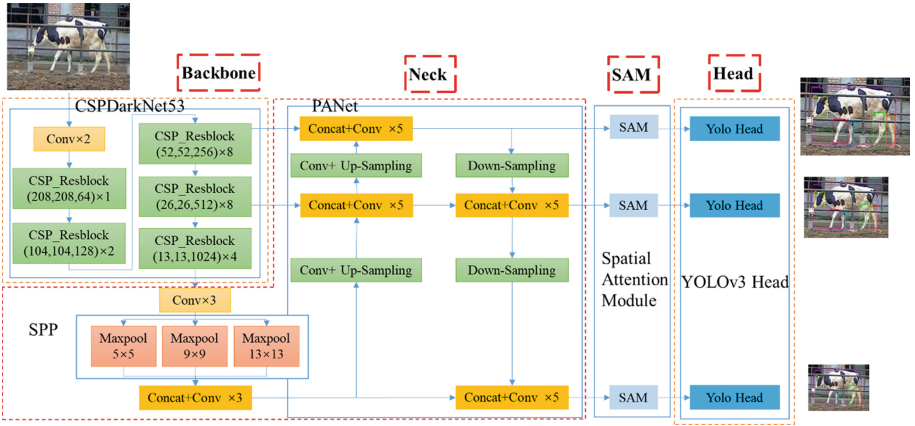 Backbone
Neck
SAM
Head
CSPDarkNet53
PANet
Conv×2
CSP_Resblock
(208,208,64)×1
CSP_Resblock
(104,104,128)×2
CSP_Resblock
(52,52,256)×8
CSP_Resblock
(26,26,512)×8
CSP_Resblock
(13,13,1024)×4
Conv×3
SPP
Maxpool
5×5
Maxpool
9×9
Maxpool
13×13
Concat+Conv ×3
Concat+Conv ×5
Conv+ Up-Sampling
Down-Sampling
Concat+Conv ×5
Concat+Conv ×5
Conv+ Up-Sampling
Down-Sampling
Concat+Conv ×5
SAM
SAM
Spatial
Attention
Module
SAM
Yolo Head
Yolo Head
YOLOv3 Head
Yolo Head